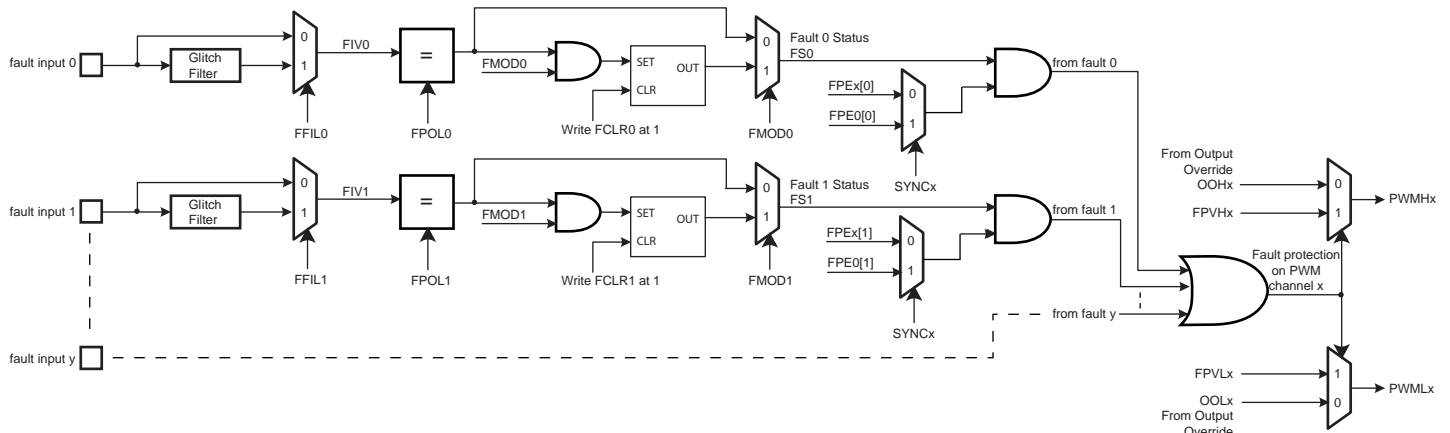 fault input 0
Glitch
Filter
0
1
FFIL0
FIV0
=
FPOL0
FMOD0
SET
OUT
CLR
Write FCLR0 at 1
0
1
FMOD0
Fault 0 Status
FS0
FPEx[0]
FPE0[0]
0
1
SYNCx
from fault 0
fault input 1
Glitch
Filter
0
1
FFIL1
FIV1
=
FPOL1
FMOD1
SET
OUT
CLR
Write FCLR1 at 1
0
1
FMOD1
Fault 1 Status
FS1
FPEx[1]
FPE0[1]
0
1
SYNCx
from fault 1
fault input y
from fault y
Fault protection
on PWM
channel x
From Output
Override
OOHx
FPVHx
0
1
PWMHx
FPVLx
OOLx
From Output
Override
1
0
PWMLx